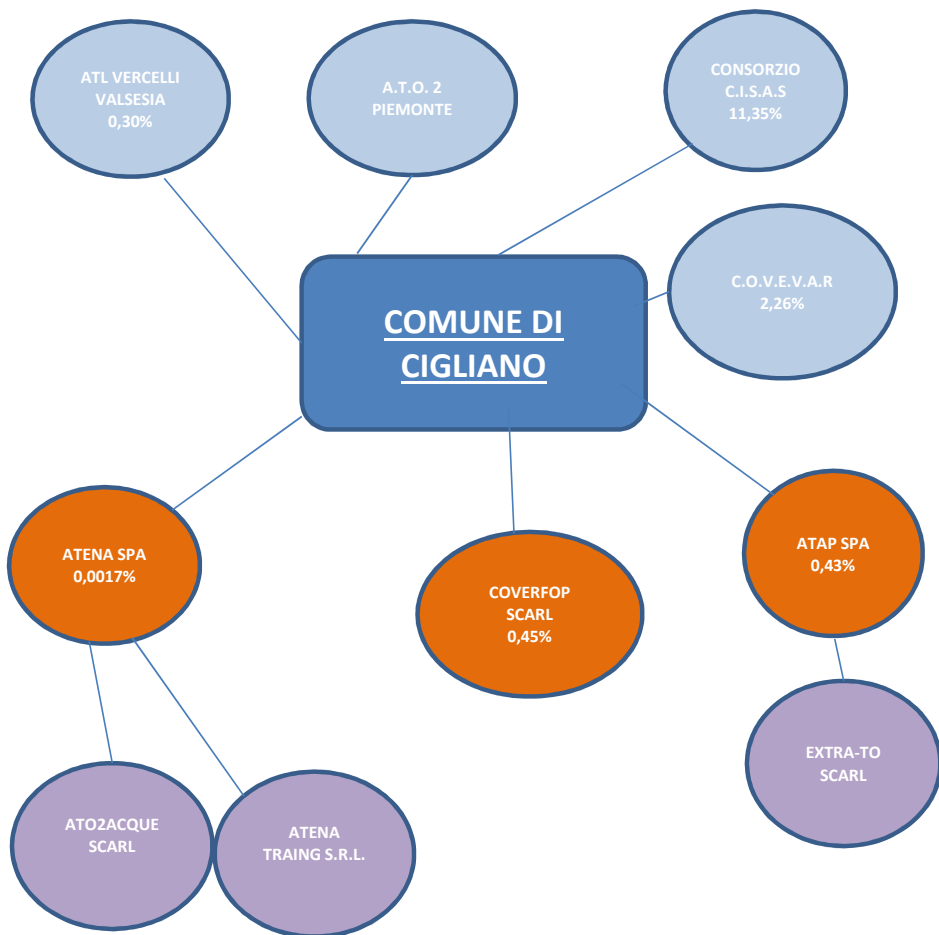 ATL VERCELLI
VALSESIA
0,30%
A.T.O. 2
PIEMONTE
CONSORZIO
C.I.S.A.S
11,35%
C.O.V.E.V.A.R
2,26%
COMUNE DI
CIGLIANO
ATENA SPA
0,0017%
COVERFOP
SCARL
0,45%
ATAP SPA
0,43%
ATO2ACQUE
SCARL
ATENA
TRAING S.R.L.
EXTRA-TO
SCARL